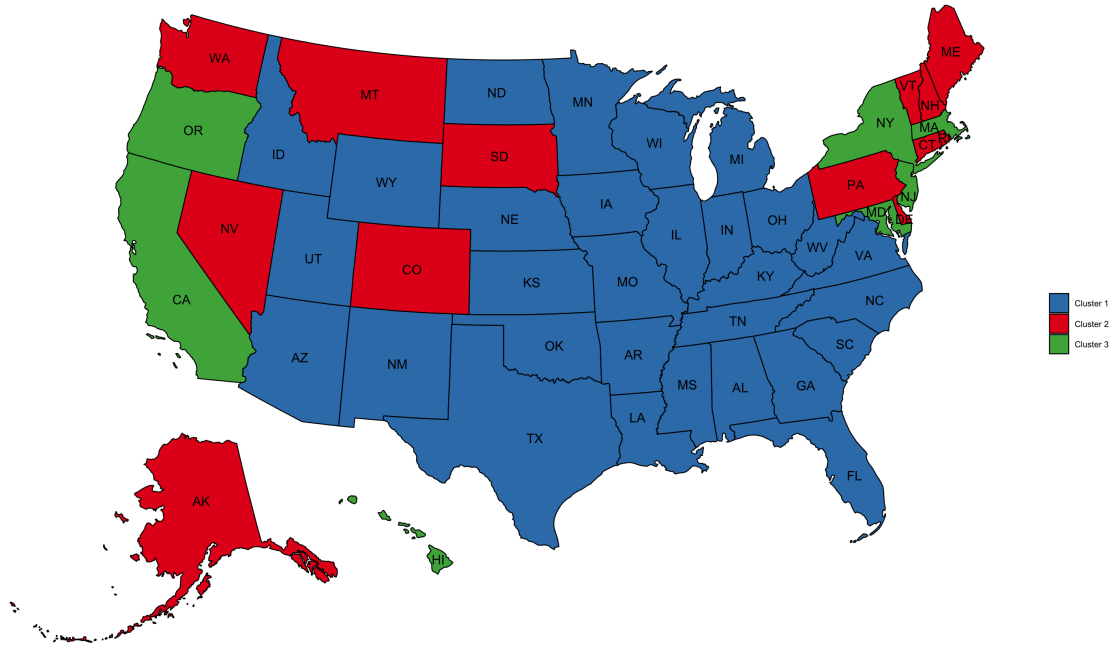 WA
MT
ND
MN
ME
VT
NH
NY
MA
CT
RI
OR
ID
SD
WI
MI
WY
PA
NJ
MD
DE
NV
NE
IA
IL
IN
OH
WV
VA
UT
CO
KS
MO
KY
CA
NC
TN
SC
AZ
NM
OK
AR
MS
AL
GA
LA
TX
FL
AK
HI
Cluster 1
Cluster 2
Cluster 3